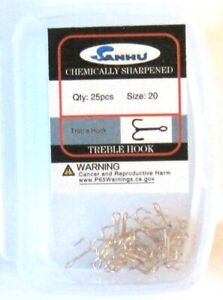 SANHU
CHEMICALLY SHARPENED
Qty: 25pcs Size: 20
Treble Hook
TREBLE HOOK
WARNING
Cancer and Reproductive Harm
www.P65Warnings.ca.gov